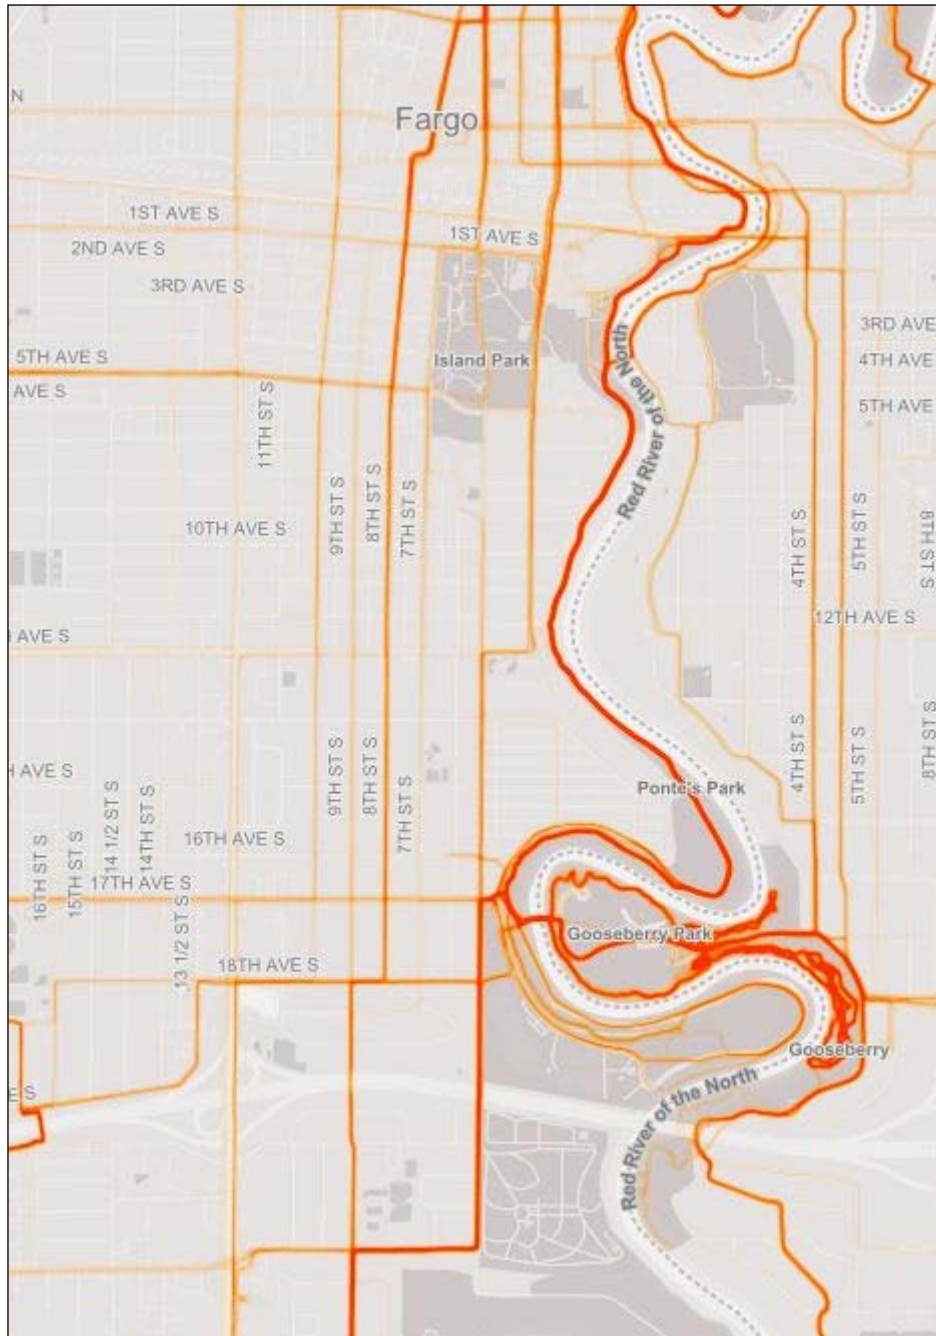 N
Fargo
1ST AVE S
1ST AVE S
2ND AVE S
3RD AVE S
3RD AVE
5TH AVE S
Island Park
4TH AVE
AVE S
5TH AVE
Red River of the North
11TH ST S
9TH ST S
8TH ST S
7TH ST S
10TH AVE S
4TH ST S
5TH ST S
8TH ST S
12TH AVE S
AVE S
9TH ST S
8TH ST S
7TH ST S
4TH ST S
5TH ST S
8TH ST S
AVE S
Ponte's Park
16TH ST S
15TH ST S
14 1/2 ST S
14TH ST S
16TH AVE S
17TH AVE S
13 1/2 ST S
Gooseberry Park
18TH AVE S
Gooseberry
E S
Red River of the North